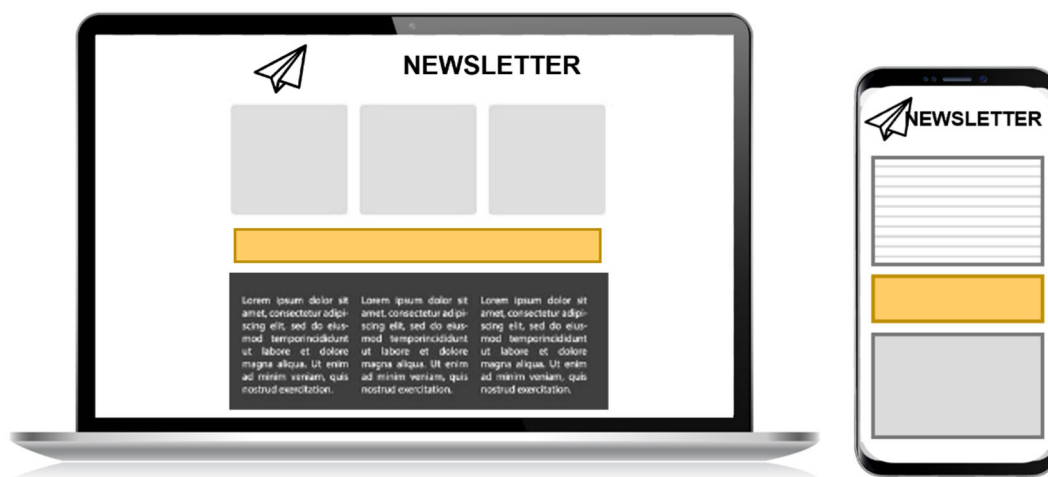 NEWSLETTER
Lorem ipsum dolor sit
amet, consectetur adipi-
scing elit, sed do eius-
mod temporincididunt
ut labore et dolore
magna aliqua. Ut enim
ad minim veniam, quis
nostrud exercitation.
Lorem ipsum dolor sit
amet, consectetur adipi-
scing elit, sed do eius-
mod temporincididunt
ut labore et dolore
magna aliqua. Ut enim
ad minim veniam, quis
nostrud exercitation.
Lorem ipsum dolor sit
amet, consectetur adipi-
scing elit, sed do eius-
mod temporincididunt
ut labore et dolore
magna aliqua. Ut enim
ad minim veniam, quis
nostrud exercitation.
NEWSLETTER